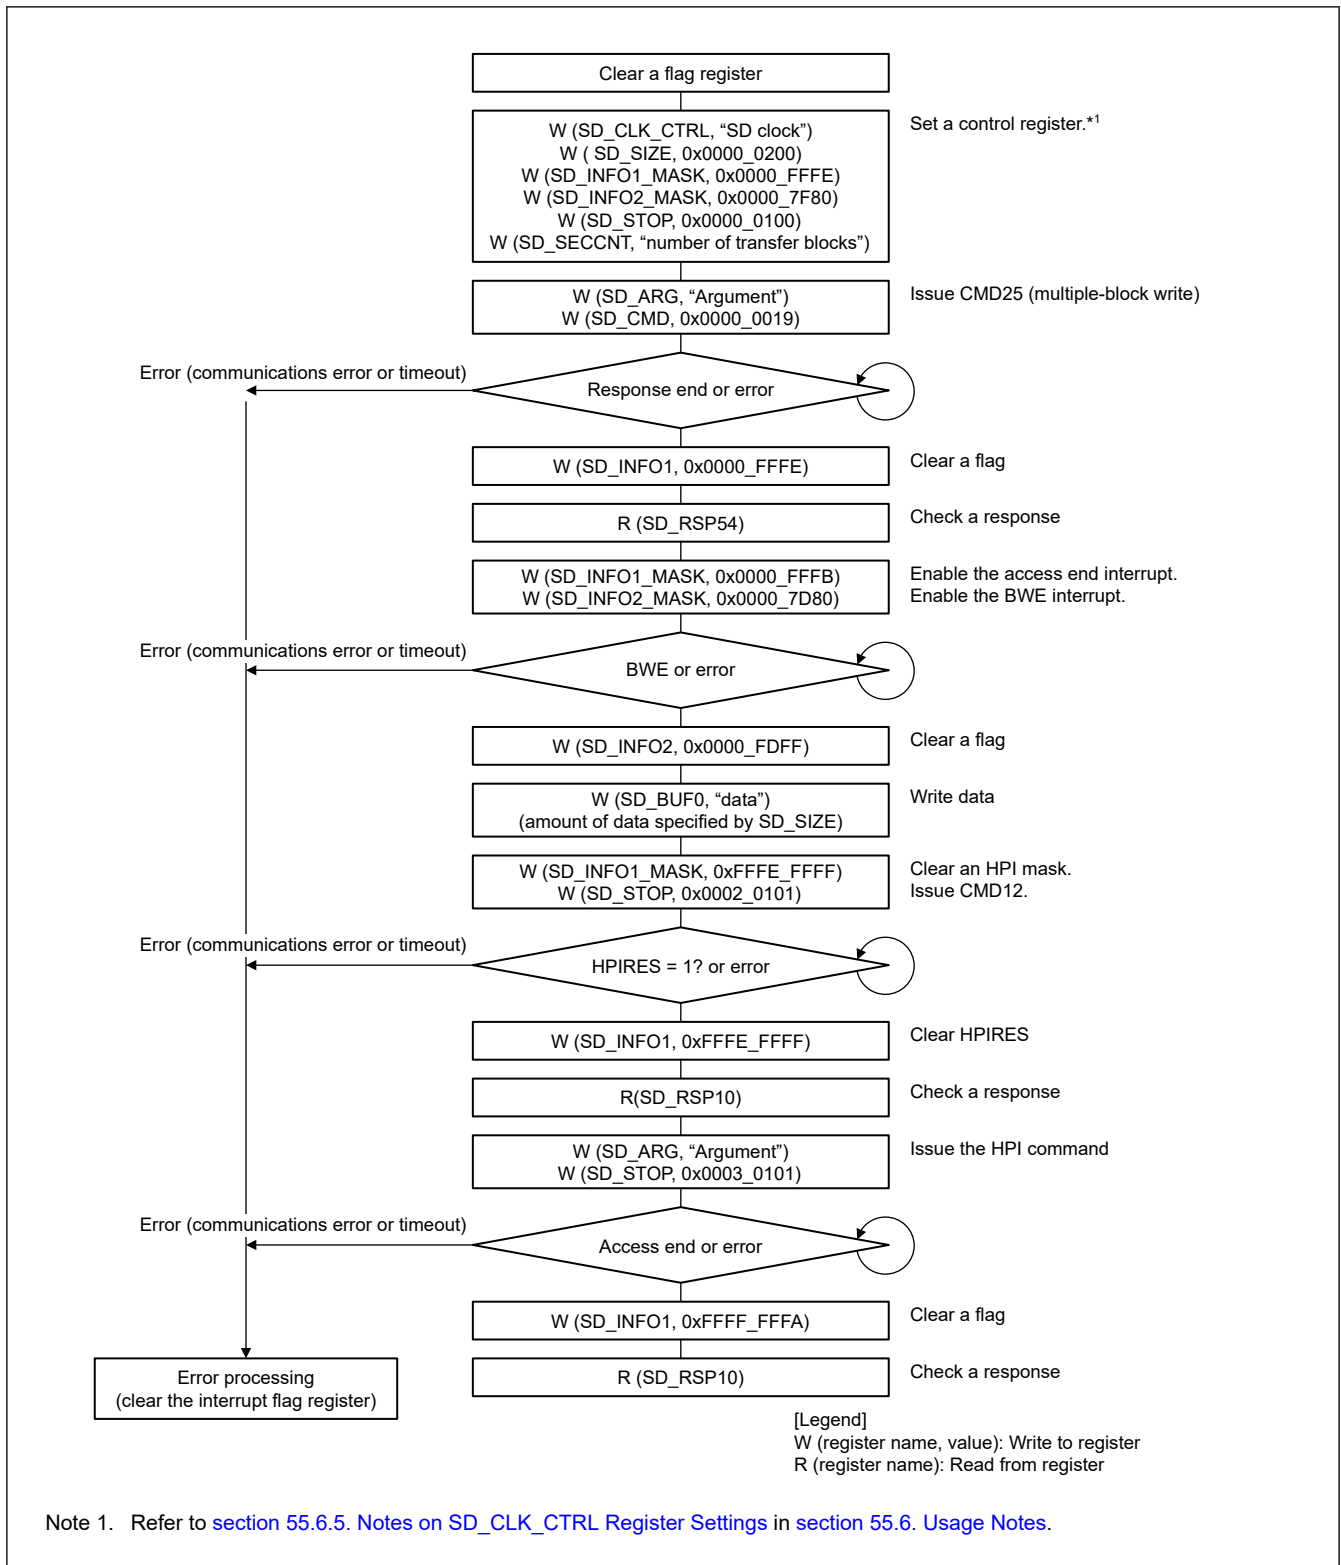 Clear a flag register
W (SD_CLK_CTRL, “SD clock”)
W ( SD_SIZE, 0x0000_0200)
W (SD_INFO1_MASK, 0x0000_FFFE)
W (SD_INFO2_MASK, 0x0000_7F80)
W (SD_STOP, 0x0000_0100)
W (SD_SECCNT, “number of transfer blocks”)
Set a control register.*1
W (SD_ARG, “Argument”)
W (SD_CMD, 0x0000_0019)
Issue CMD25 (multiple-block write)
Error (communications error or timeout)
Response end or error
W (SD_INFO1, 0x0000_FFFE)
Clear a flag
R (SD_RSP54)
Check a response
W (SD_INFO1_MASK, 0x0000_FFFB)
W (SD_INFO2_MASK, 0x0000_7D80)
Enable the access end interrupt.
Enable the BWE interrupt.
Error (communications error or timeout)
BWE or error
W (SD_INFO2, 0x0000_FDFF)
Clear a flag
W (SD_BUF0, “data”)
(amount of data specified by SD_SIZE)
Write data
W (SD_INFO1_MASK, 0xFFFE_FFFF)
W (SD_STOP, 0x0002_0101)
Clear an HPI mask.
Issue CMD12.
Error (communications error or timeout)
HPIRES = 1? or error
W (SD_INFO1, 0xFFFE_FFFF)
Clear HPIRES
R(SD_RSP10)
Check a response
W (SD_ARG, “Argument”)
W (SD_STOP, 0x0003_0101)
Issue the HPI command
Error (communications error or timeout)
Access end or error
W (SD_INFO1, 0xFFFF_FFFA)
Clear a flag
Error processing
(clear the interrupt flag register)
R (SD_RSP10)
Check a response
[Legend]
W (register name, value): Write to register
R (register name): Read from register
Note 1. Refer to section 55.6.5. Notes on SD_CLK_CTRL Register Settings in section 55.6. Usage Notes.